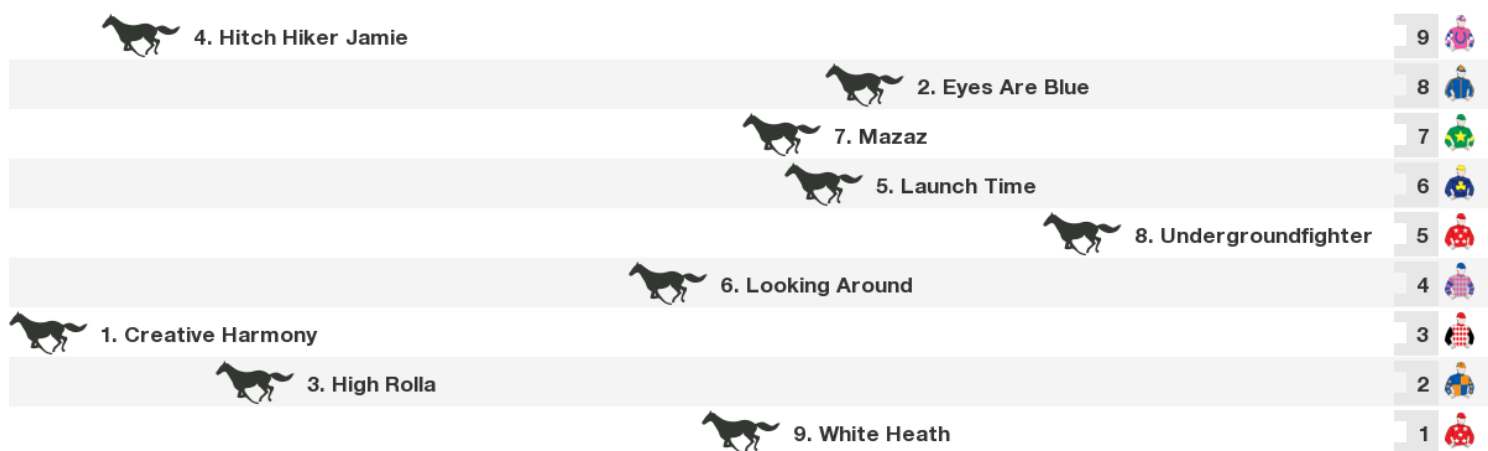 4. Hitch Hiker Jamie 9
2. Eyes Are Blue 8
7. Mazaz 7
5. Launch Time 6
8. Undergroundfighter 5
6. Looking Around 4
1. Creative Harmony 3
3. High Rolla 2
9. White Heath 1